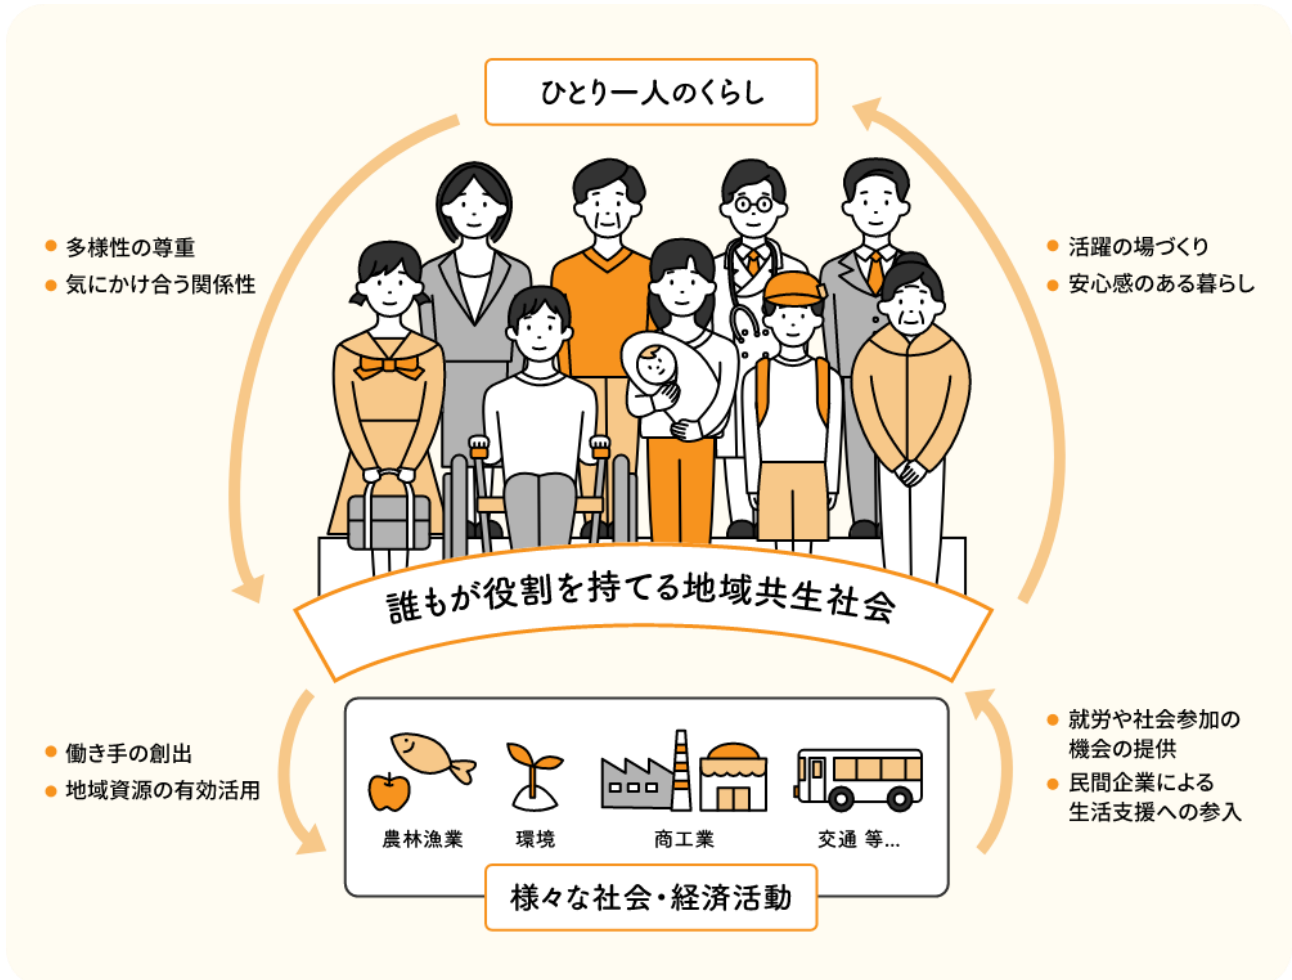 ひとり一人のくらし
● 多様性の尊重
● 気にかけ合う関係性
● 活躍の場づくり
● 安心感のある暮らし
誰もが役割を持てる地域共生社会
● 働き手の創出
● 地域資源の有効活用
● 就労や社会参加の
機会の提供
● 民間企業による
生活支援への参入
農林漁業 環境 商工業 交通 等...
様々な社会・経済活動